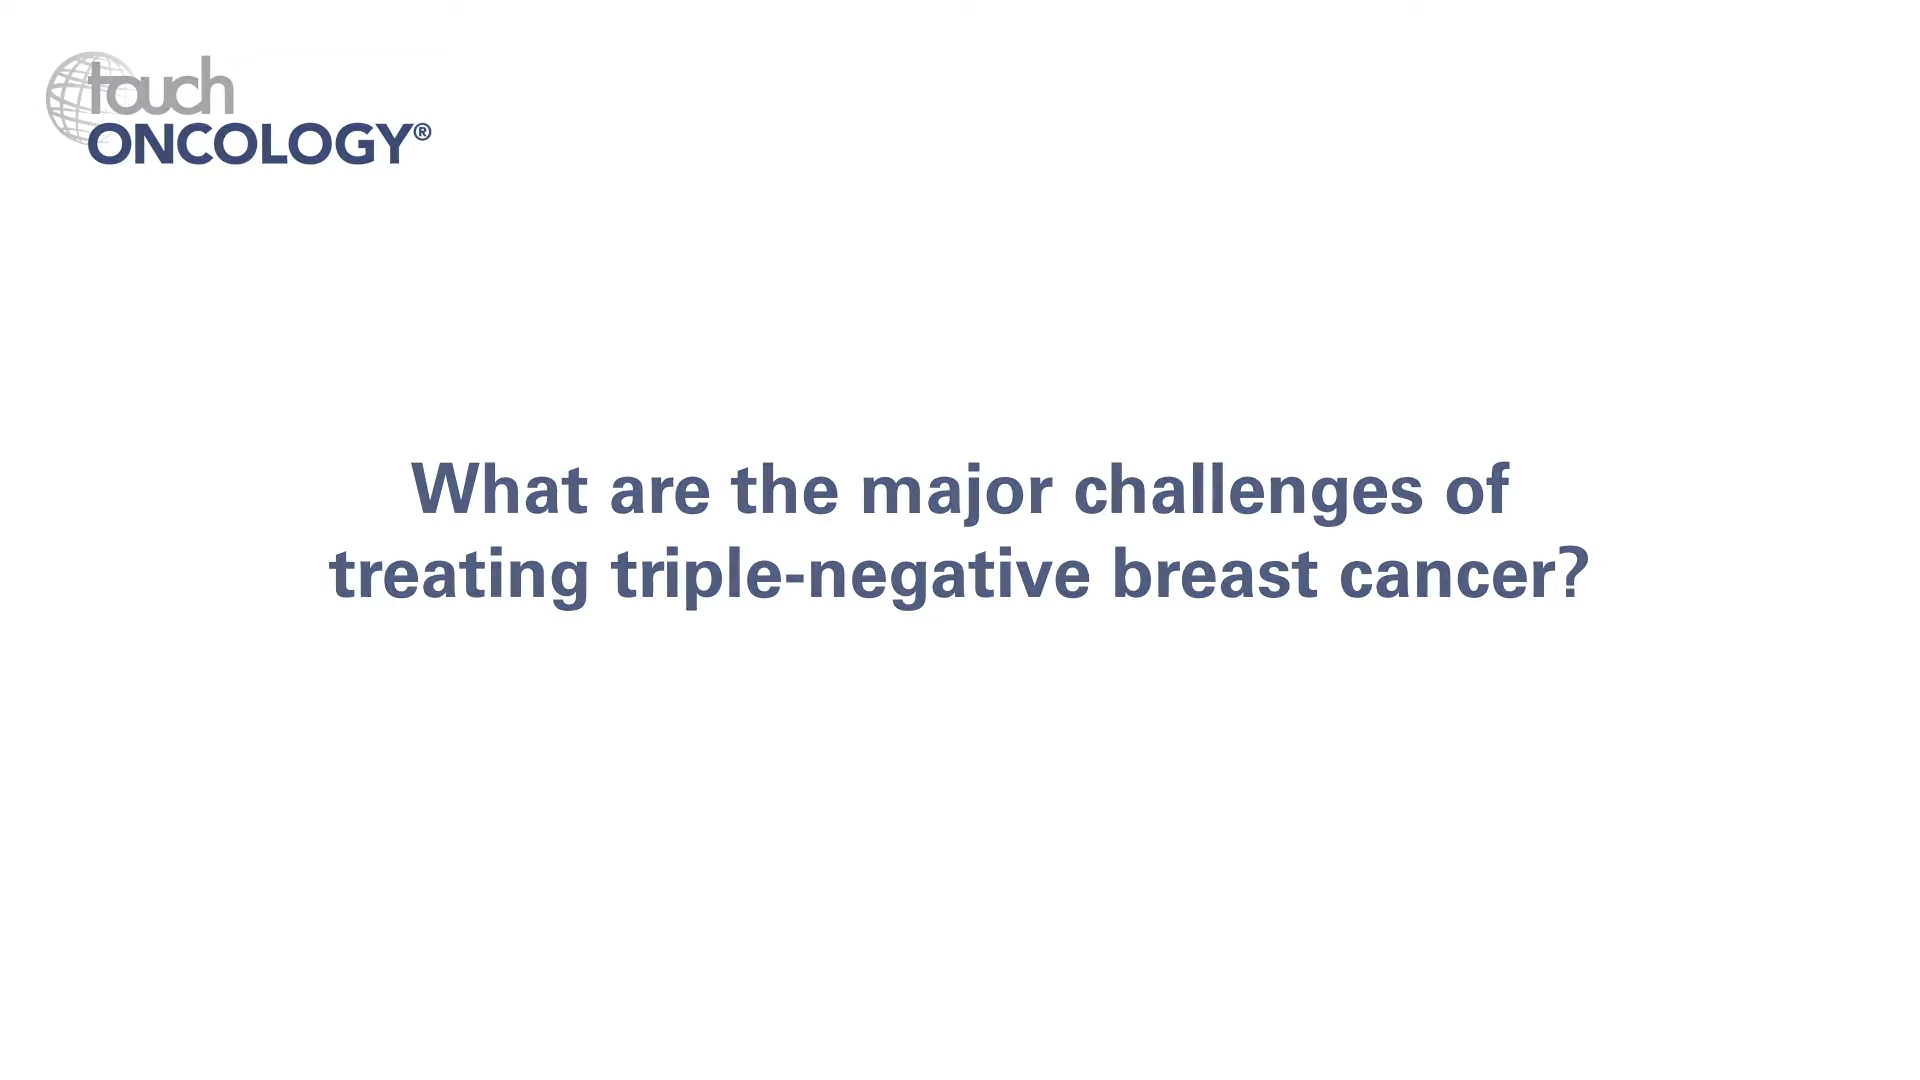 touch
ONCOLOGY®
What are the major challenges of
treating triple-negative breast cancer?